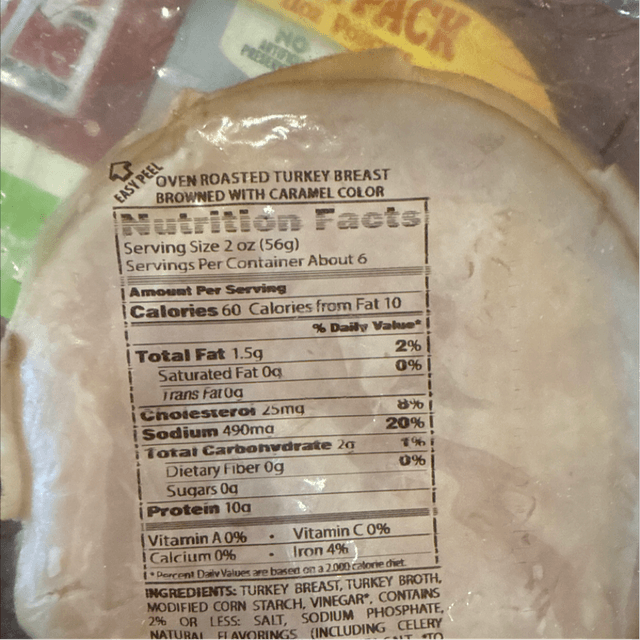 PACK
NO
EASY PEEL
OVEN ROASTED TURKEY BREAST
BROWNED WITH CARAMEL COLOR
Nutrition Facts
Serving Size 2 oz (56g)
Servings Per Container About 6
Amount Per Serving
Calories 60 Calories from Fat 10
% Daily Value*
Total Fat 1.5g 2%
Saturated Fat 0g 0%
Trans Fat 0g
Cholesterol 25mg 8%
Sodium 490mg 20%
Total Carbohydrate 2g 1%
Dietary Fiber 0g 0%
Sugars 0g
Protein 10g
Vitamin A 0% • Vitamin C 0%
Calcium 0% • Iron 4%
*Percent Daily Values are based on a 2,000 calorie diet.
INGREDIENTS: TURKEY BREAST, TURKEY BROTH,
MODIFIED CORN STARCH, VINEGAR*, CONTAINS
2% OR LESS: SALT, SODIUM PHOSPHATE,
NATURAL FLAVORINGS (INCLUDING CELERY
*TO